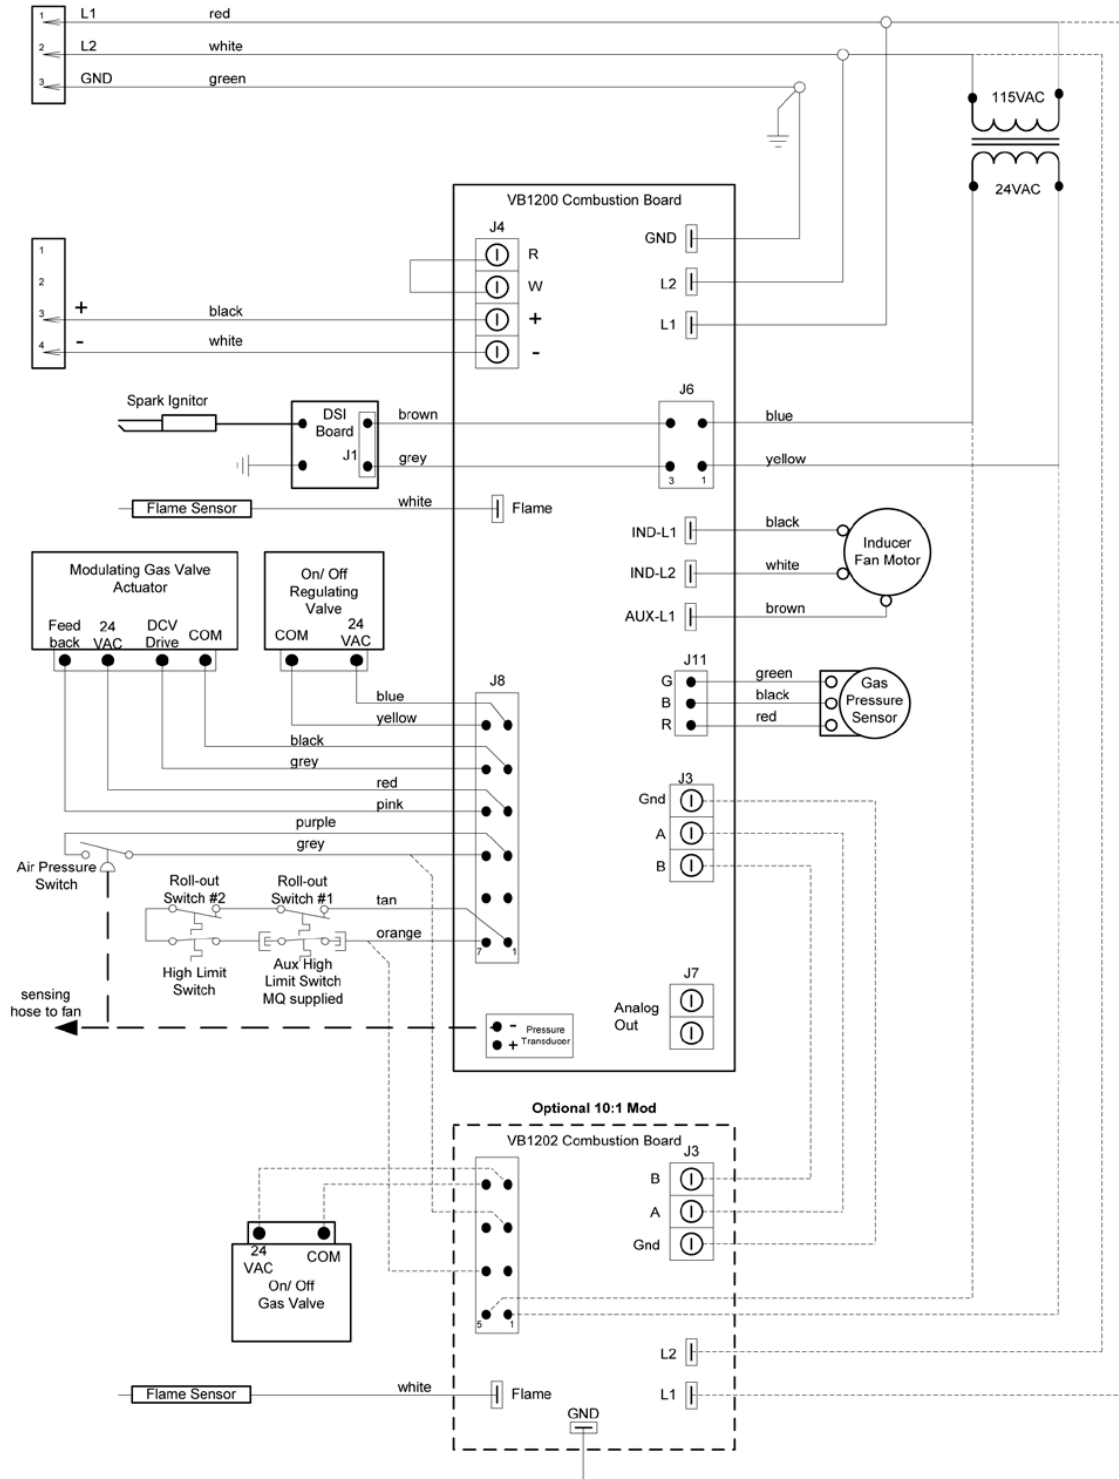 1 L1 red
2 L2 white
3 GND green
115VAC
24VAC
VB1200 Combustion Board
J4
R
W
+
-
GND
L2
L1
1
2
3 + black
4 - white
Spark Ignitor
DSI
Board
J1
brown
grey
J6
3 1
blue
yellow
Flame Sensor
white
Flame
IND-L1 black
IND-L2 white
AUX-L1 brown
Inducer
Fan Motor
Modulating Gas Valve
Actuator
Feed
back
24
VAC
DCV
Drive
COM
On/ Off
Regulating
Valve
COM
24
VAC
J11
G green
B black
R red
Gas
Pressure
Sensor
J8
blue
yellow
black
grey
red
pink
purple
grey
tan
orange
7 1
Air Pressure
Switch
Roll-out
Switch #2
Roll-out
Switch #1
High Limit
Switch
Aux High
Limit Switch
MQ supplied
J3
Gnd
A
B
J7
Analog
Out
sensing
hose to fan
- Pressure
+ Transducer
Optional 10:1 Mod
VB1202 Combustion Board
J3
B
A
Gnd
24
VAC
COM
On/ Off
Gas Valve
5 1
L2
L1
Flame Sensor
white
Flame
GND